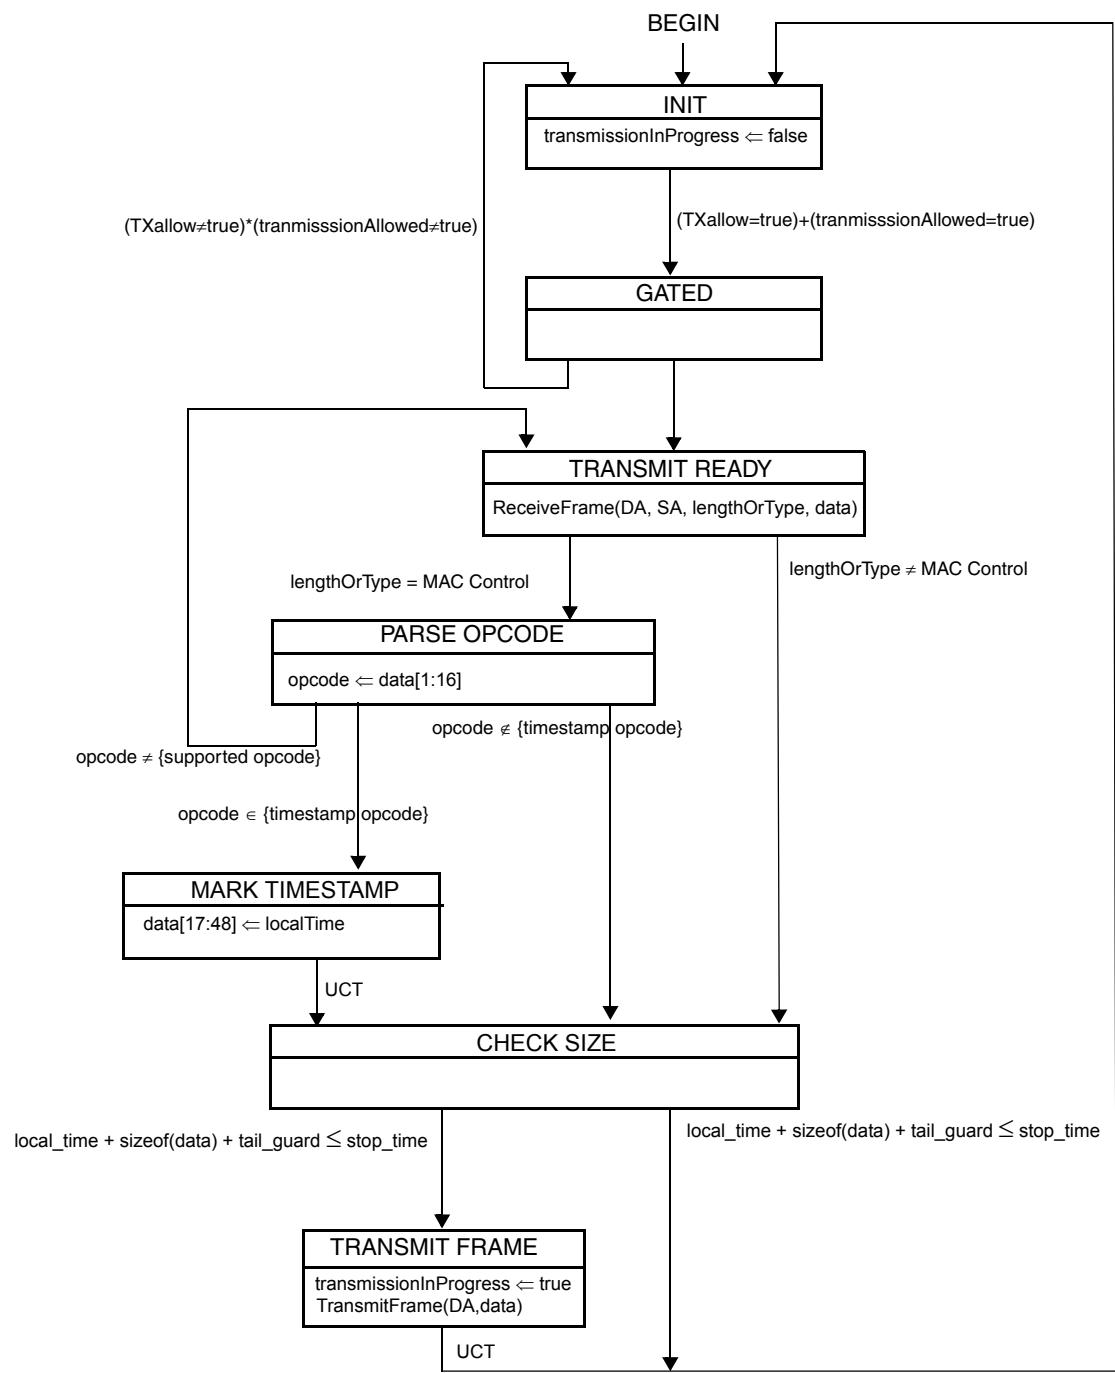 BEGIN
INIT
transmissionInProgress ⇐ false
(TXallow≠true)*(tranmisssionAllowed≠true)
(TXallow=true)+(tranmisssionAllowed=true)
GATED
TRANSMIT READY
ReceiveFrame(DA, SA, lengthOrType, data)
lengthOrType = MAC Control
lengthOrType ≠ MAC Control
PARSE OPCODE
opcode ⇐ data[1:16]
opcode ∉ {timestamp opcode}
opcode ≠ {supported opcode}
opcode ∈ {timestamp opcode}
MARK TIMESTAMP
data[17:48] ⇐ localTime
UCT
CHECK SIZE
local_time + sizeof(data) + tail_guard ≤ stop_time
local_time + sizeof(data) + tail_guard ≤ stop_time
TRANSMIT FRAME
transmissionInProgress ⇐ true
TransmitFrame(DA,data)
UCT